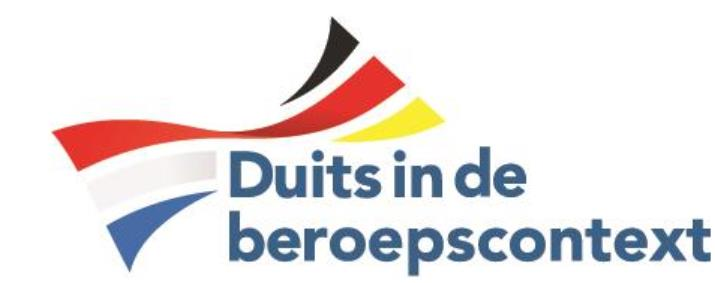 Duits in de
beroepscontext